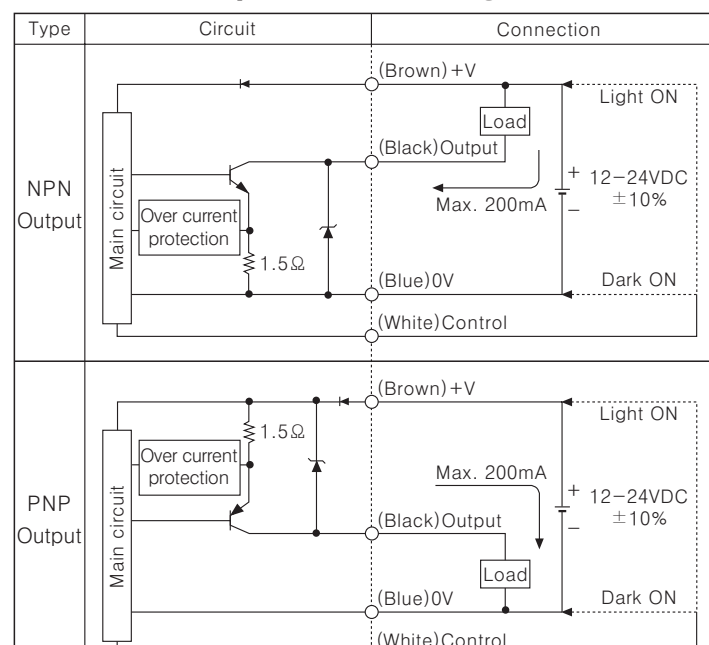 Type Circuit Connection
NPN
Output
Main circuit
Over current
protection
1.5Ω
(Brown)+V
Load
(Black)Output
Max. 200mA
(Blue)0V
(White)Control
Light ON
+ 12−24VDC
− ±10%
Dark ON
PNP
Output
Main circuit
1.5Ω
Over current
protection
(Brown)+V
Max. 200mA
(Black)Output
Load
(Blue)0V
(White)Control
Light ON
+ 12−24VDC
− ±10%
Dark ON